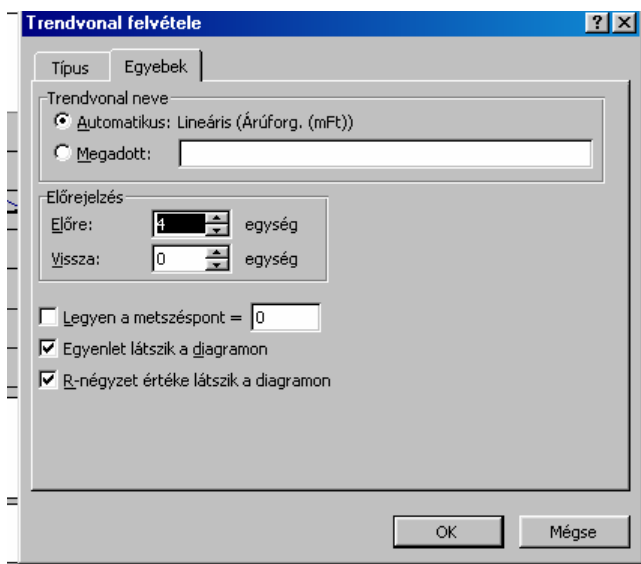 Trendvonal felvétele
Típus
Egyebek
Trendvonal neve
Automatikus: Lineáris (Árúforg. (mFt))
Megadott:
Előrejelzés
Előre: 4 egység
Vissza: 0 egység
Legyen a metszéspont = 0
Egyenlet látszik a diagramon
R-négyzet értéke látszik a diagramon
OK
Mégse